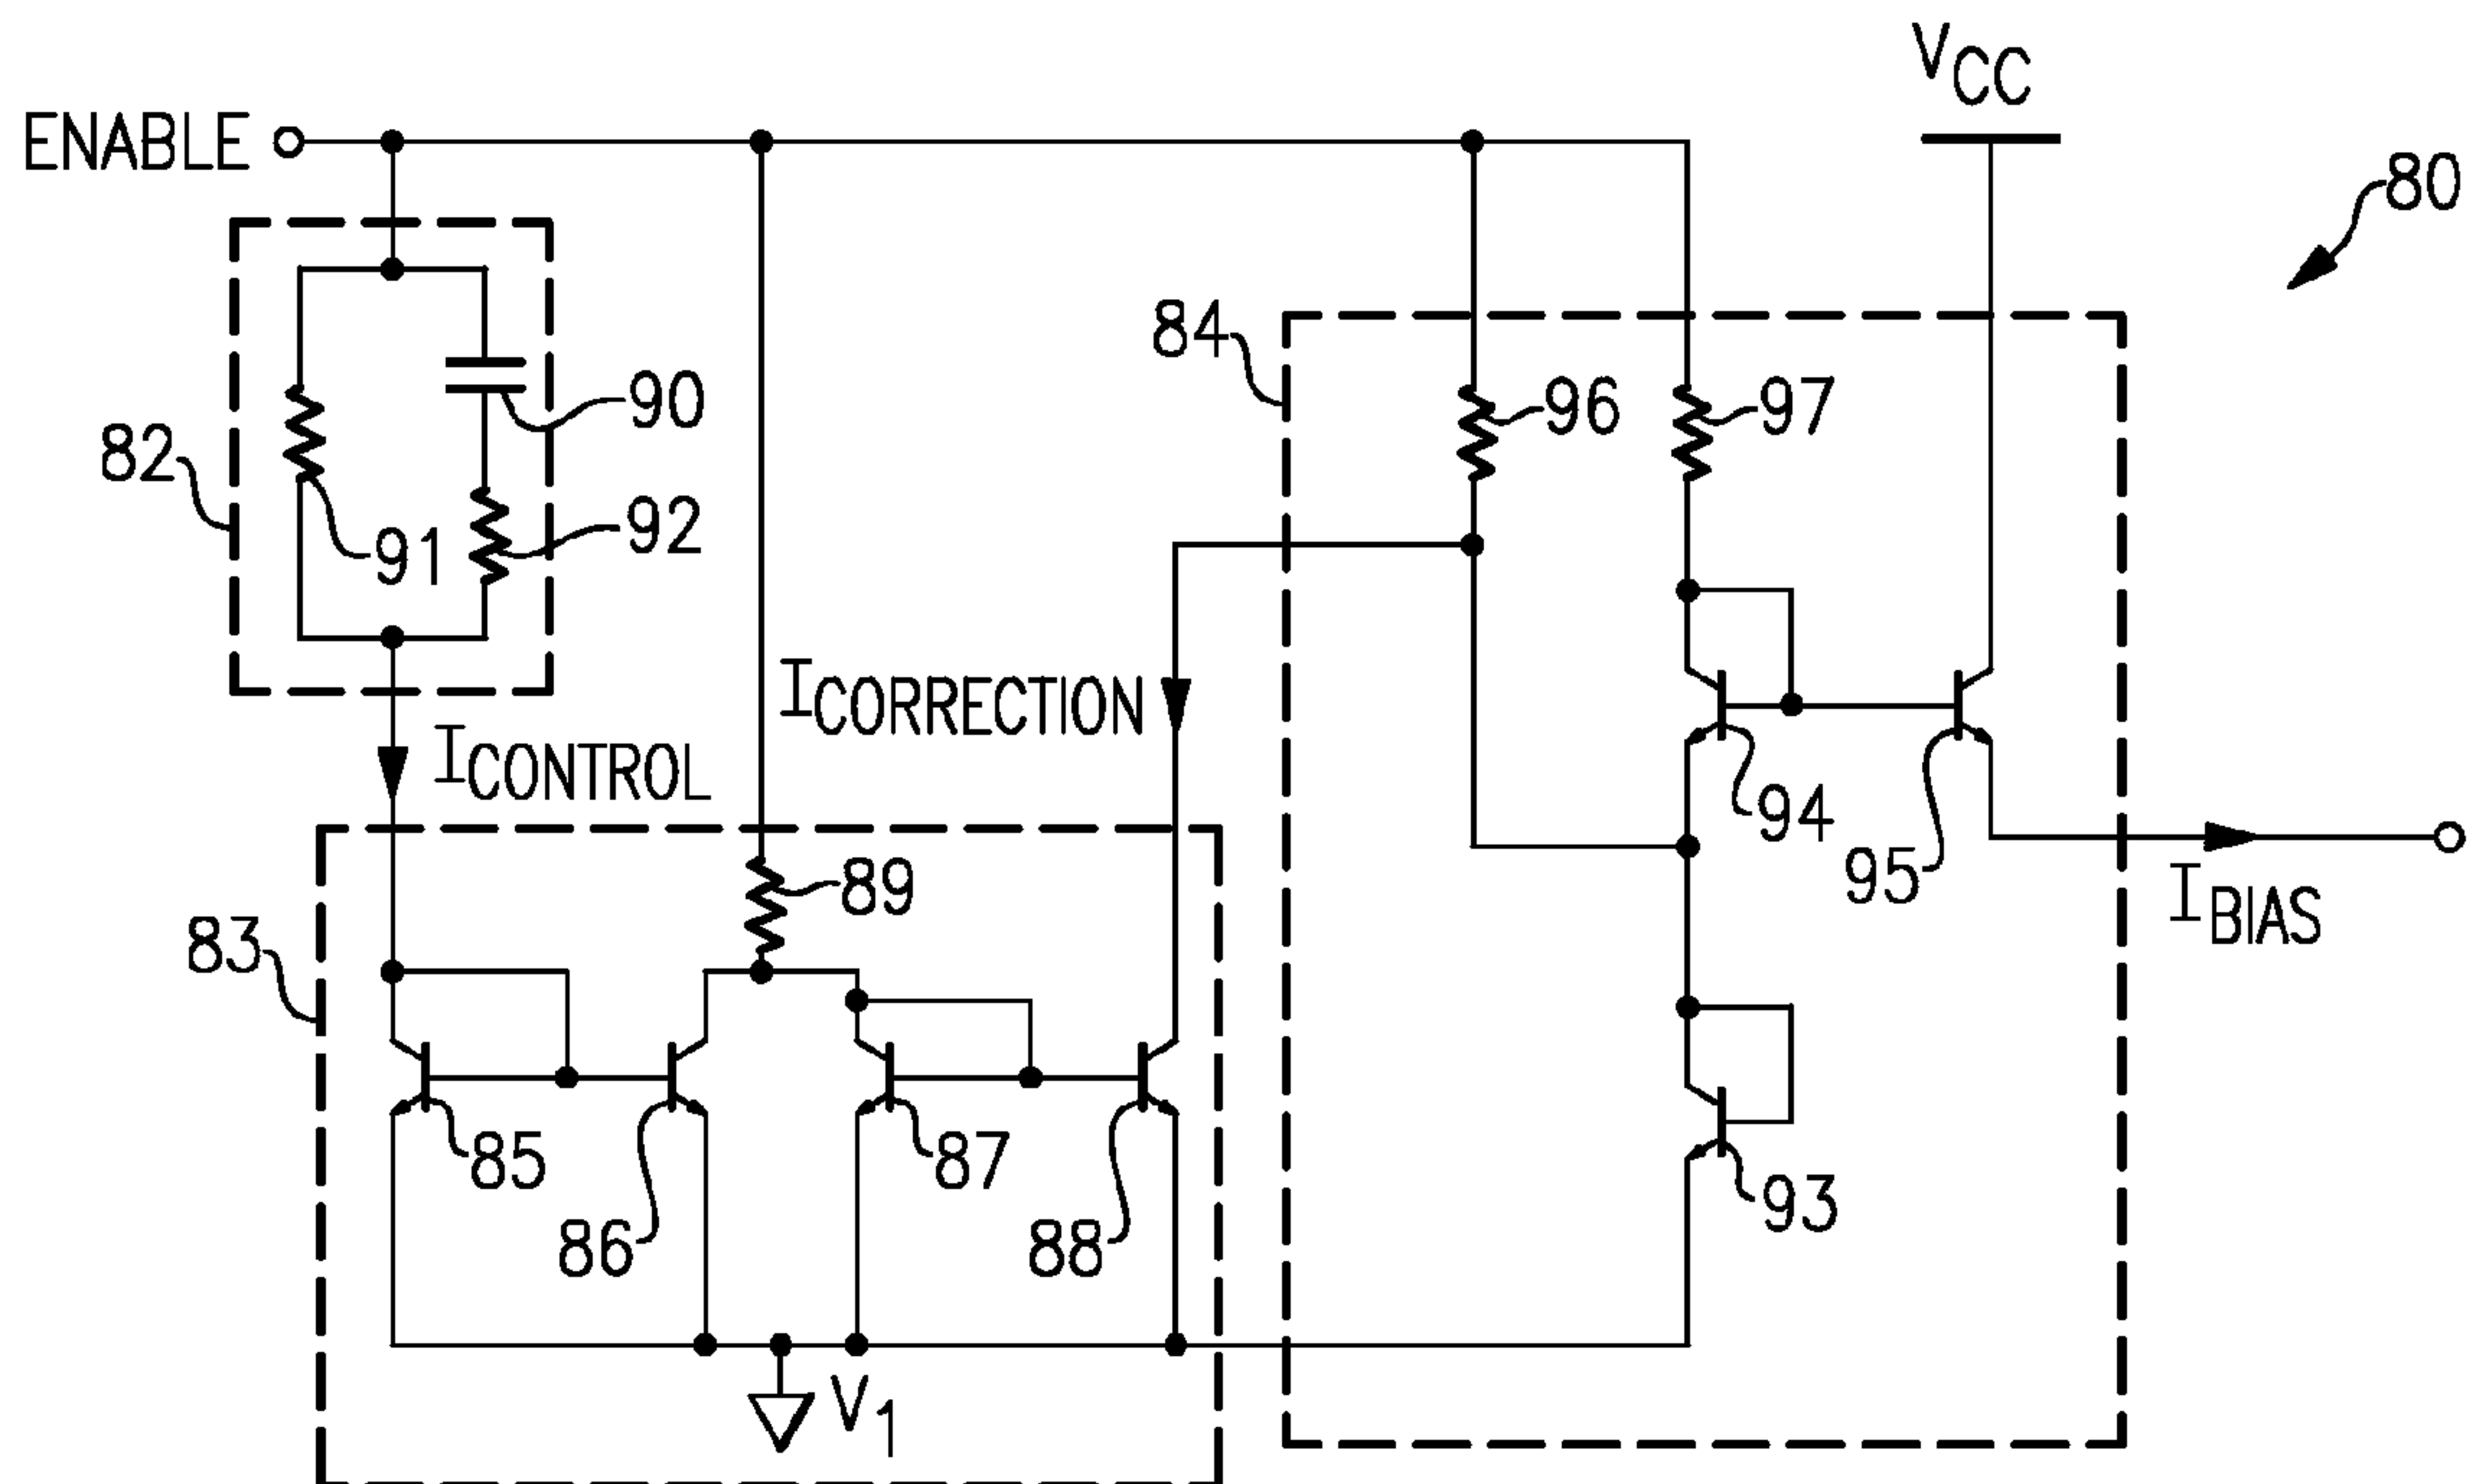 V_CC
ENABLE
80
84
90
96
97
82
92
91
I_CORRECTION
I_CONTROL
94
89
95
I_BIAS
83
85
87
93
86
88
V_1